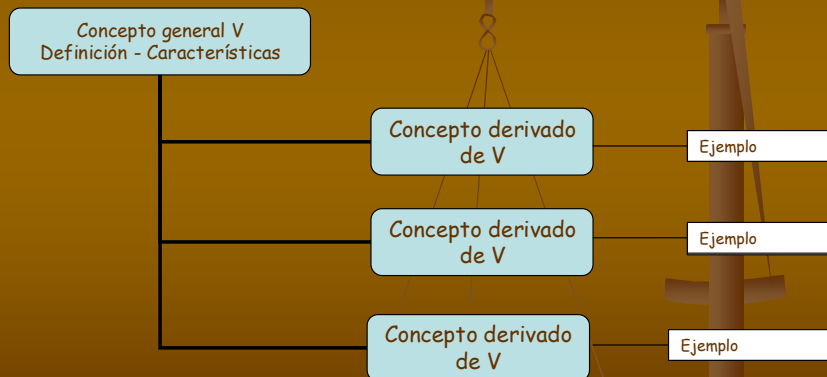 Concepto general V
Definición - Características
Concepto derivado
de V
Ejemplo
Concepto derivado
de V
Ejemplo
Concepto derivado
de V
Ejemplo